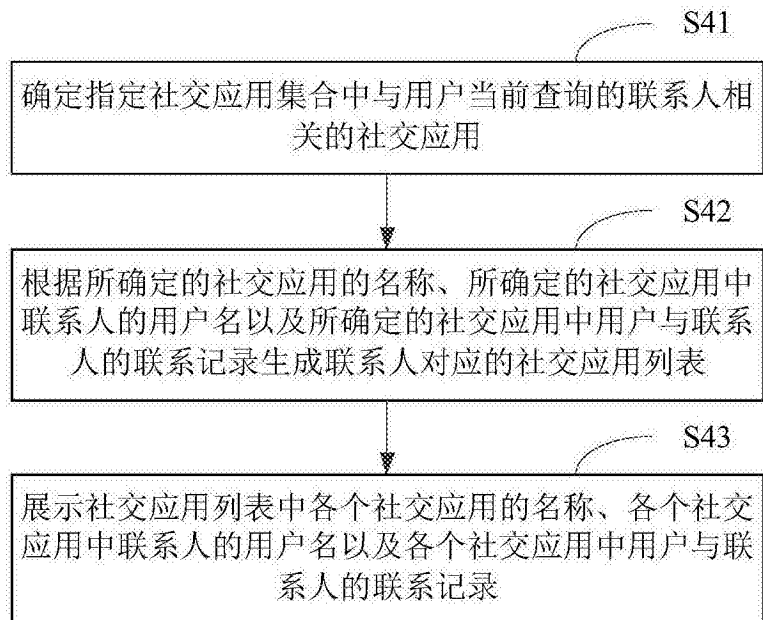 S41
确定指定社交应用集合中与用户当前查询的联系人相
关的社交应用
S42
根据所确定的社交应用的名称、所确定的社交应用中
联系人的用户名以及所确定的社交应用中用户与联系
人的联系记录生成联系人对应的社交应用列表
S43
展示社交应用列表中各个社交应用的名称、各个社交
应用中联系人的用户名以及各个社交应用中用户与联
系人的联系记录